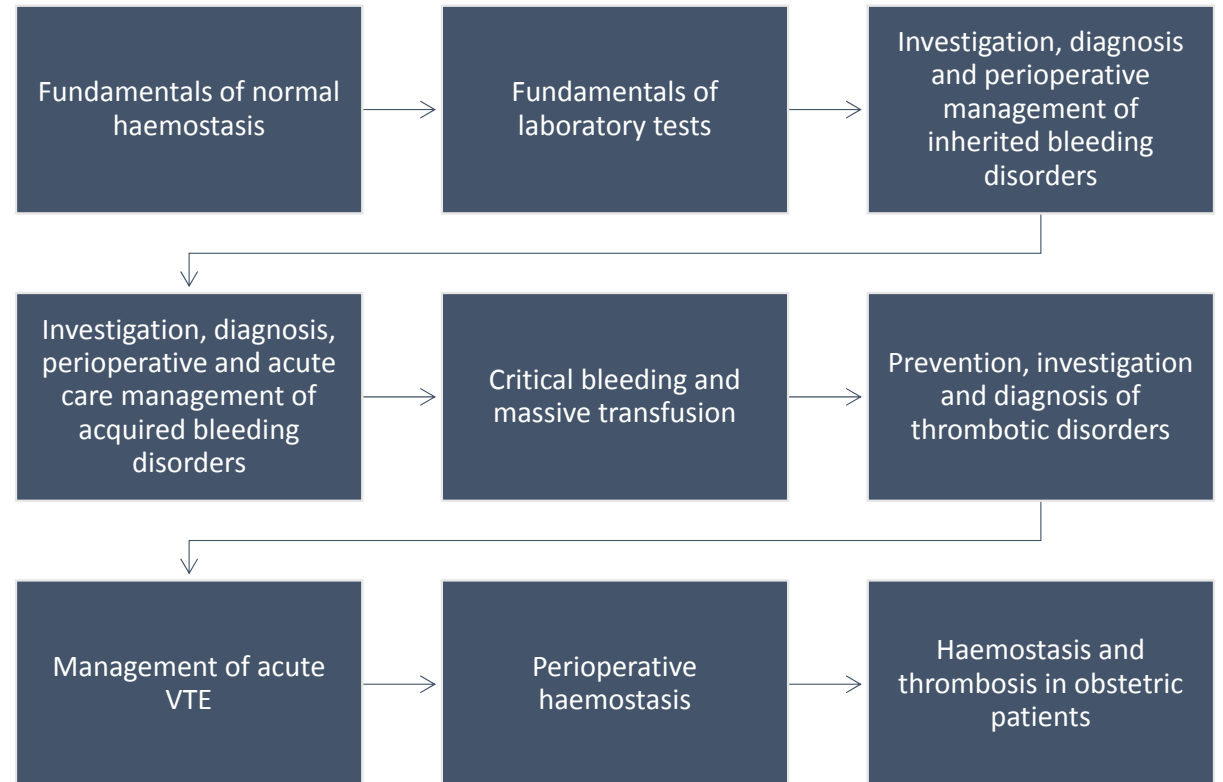 Fundamentals of normal
haemostasis
Fundamentals of
laboratory tests
Investigation, diagnosis
and perioperative
management of
inherited bleeding
disorders
Investigation, diagnosis,
perioperative and acute
care management of
acquired bleeding
disorders
Critical bleeding and
massive transfusion
Prevention, investigation
and diagnosis of
thrombotic disorders
Management of acute
VTE
Perioperative
haemostasis
Haemostasis and
thrombosis in obstetric
patients